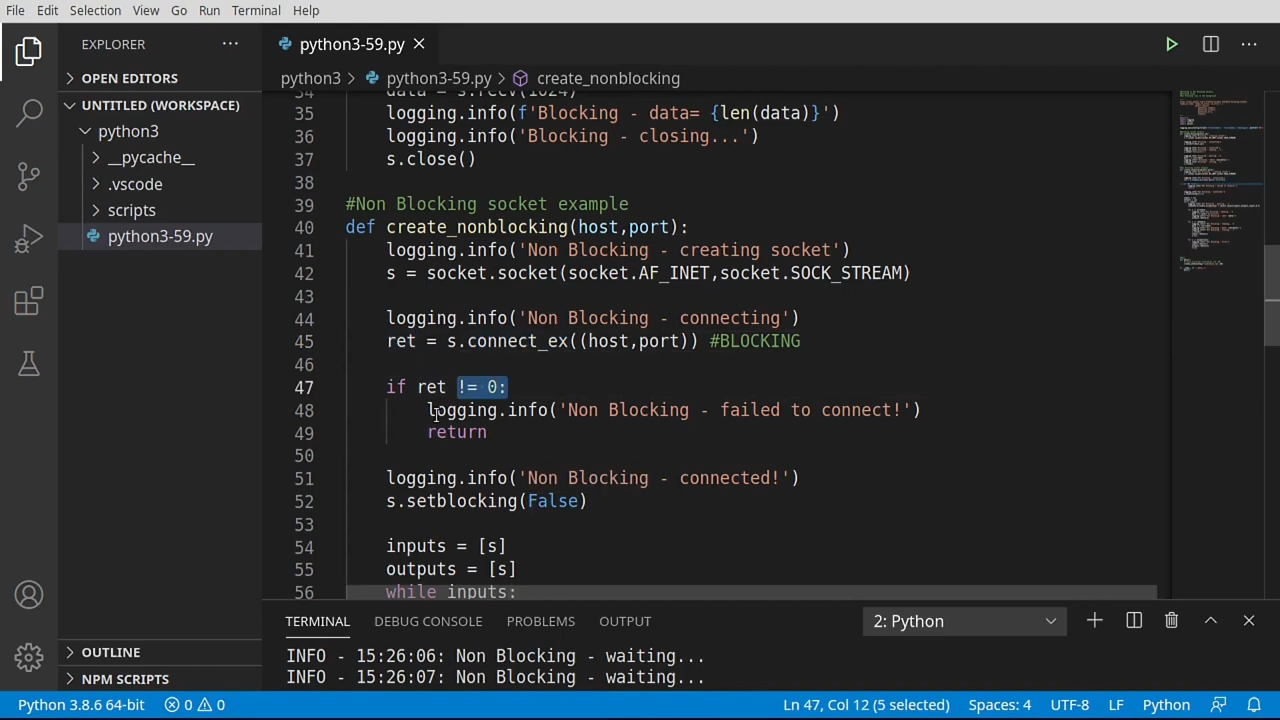 File Edit Selection View Go Run Terminal Help
EXPLORER ···
python3-59.py ×
OPEN EDITORS
python3 > python3-59.py > create_nonblocking
UNTITLED (WORKSPACE)
python3
__pycache__
.vscode
scripts
python3-59.py
34 data = s.recv(1024)
35 logging.info(f'Blocking - data= {len(data)}')
36 logging.info('Blocking - closing...')
37 s.close()
38
39 #Non Blocking socket example
40 def create_nonblocking(host,port):
41 logging.info('Non Blocking - creating socket')
42 s = socket.socket(socket.AF_INET,socket.SOCK_STREAM)
43
44 logging.info('Non Blocking - connecting')
45 ret = s.connect_ex((host,port)) #BLOCKING
46
47 if ret != 0:
48 logging.info('Non Blocking - failed to connect!')
49 return
50
51 logging.info('Non Blocking - connected!')
52 s.setblocking(False)
53
54 inputs = [s]
55 outputs = [s]
56 while inputs:
TERMINAL DEBUG CONSOLE PROBLEMS OUTPUT 2: Python
INFO - 15:26:06: Non Blocking - waiting...
INFO - 15:26:07: Non Blocking - waiting...
OUTLINE
NPM SCRIPTS
Python 3.8.6 64-bit 0 0 Ln 47, Col 12 (5 selected) Spaces: 4 UTF-8 LF Python